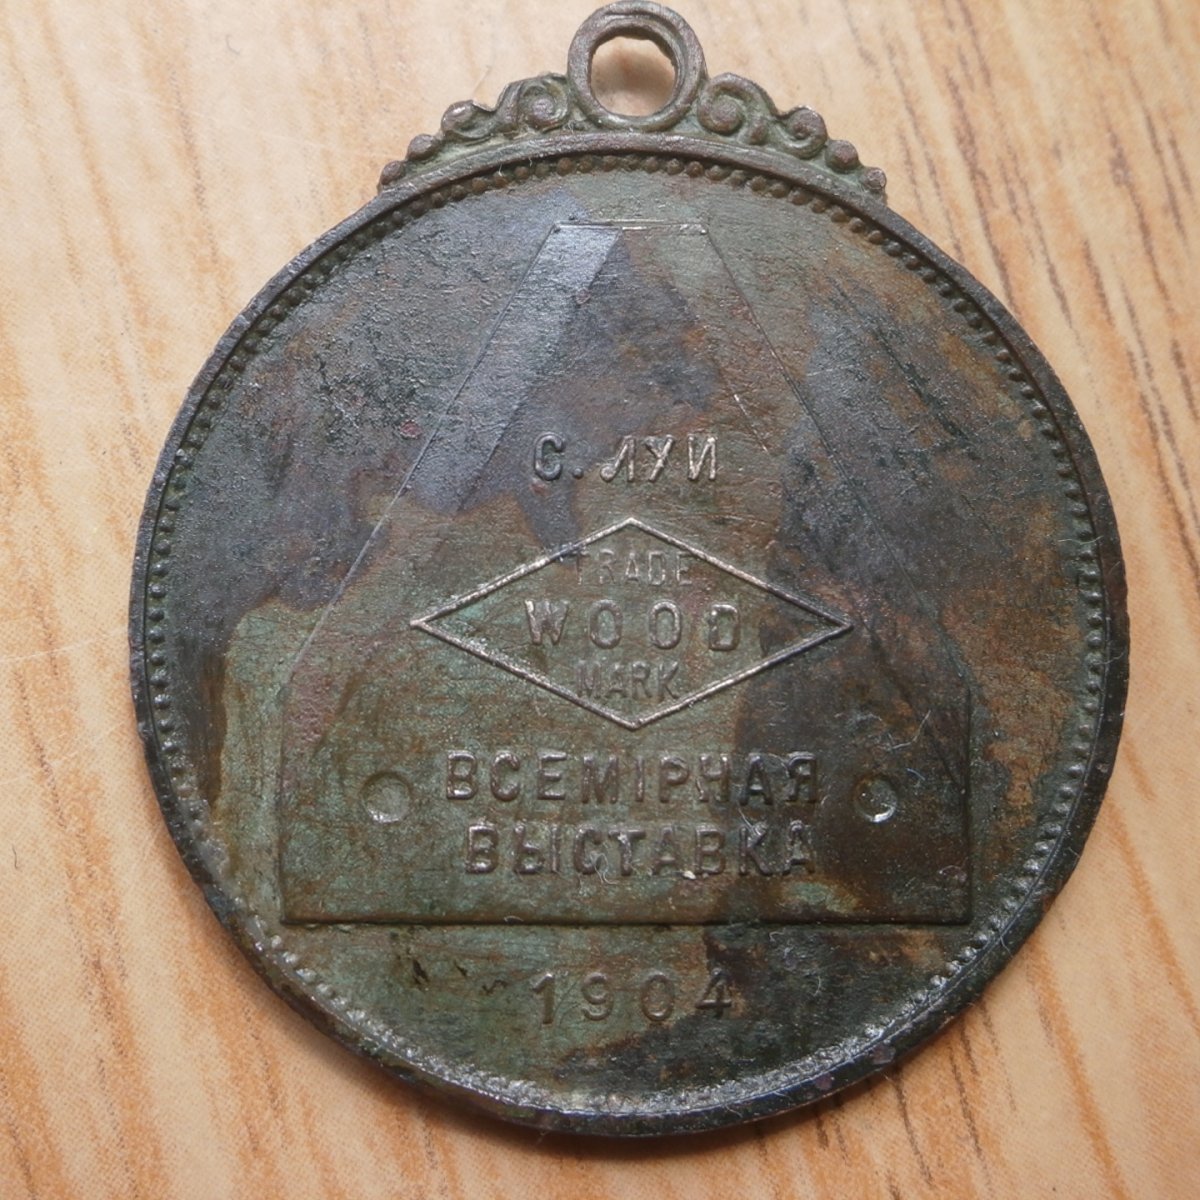 С. ЛУИ
TRADE
WOOD
MARK
ВСЕМІРНАЯ
ВЫСТАВКА
1904